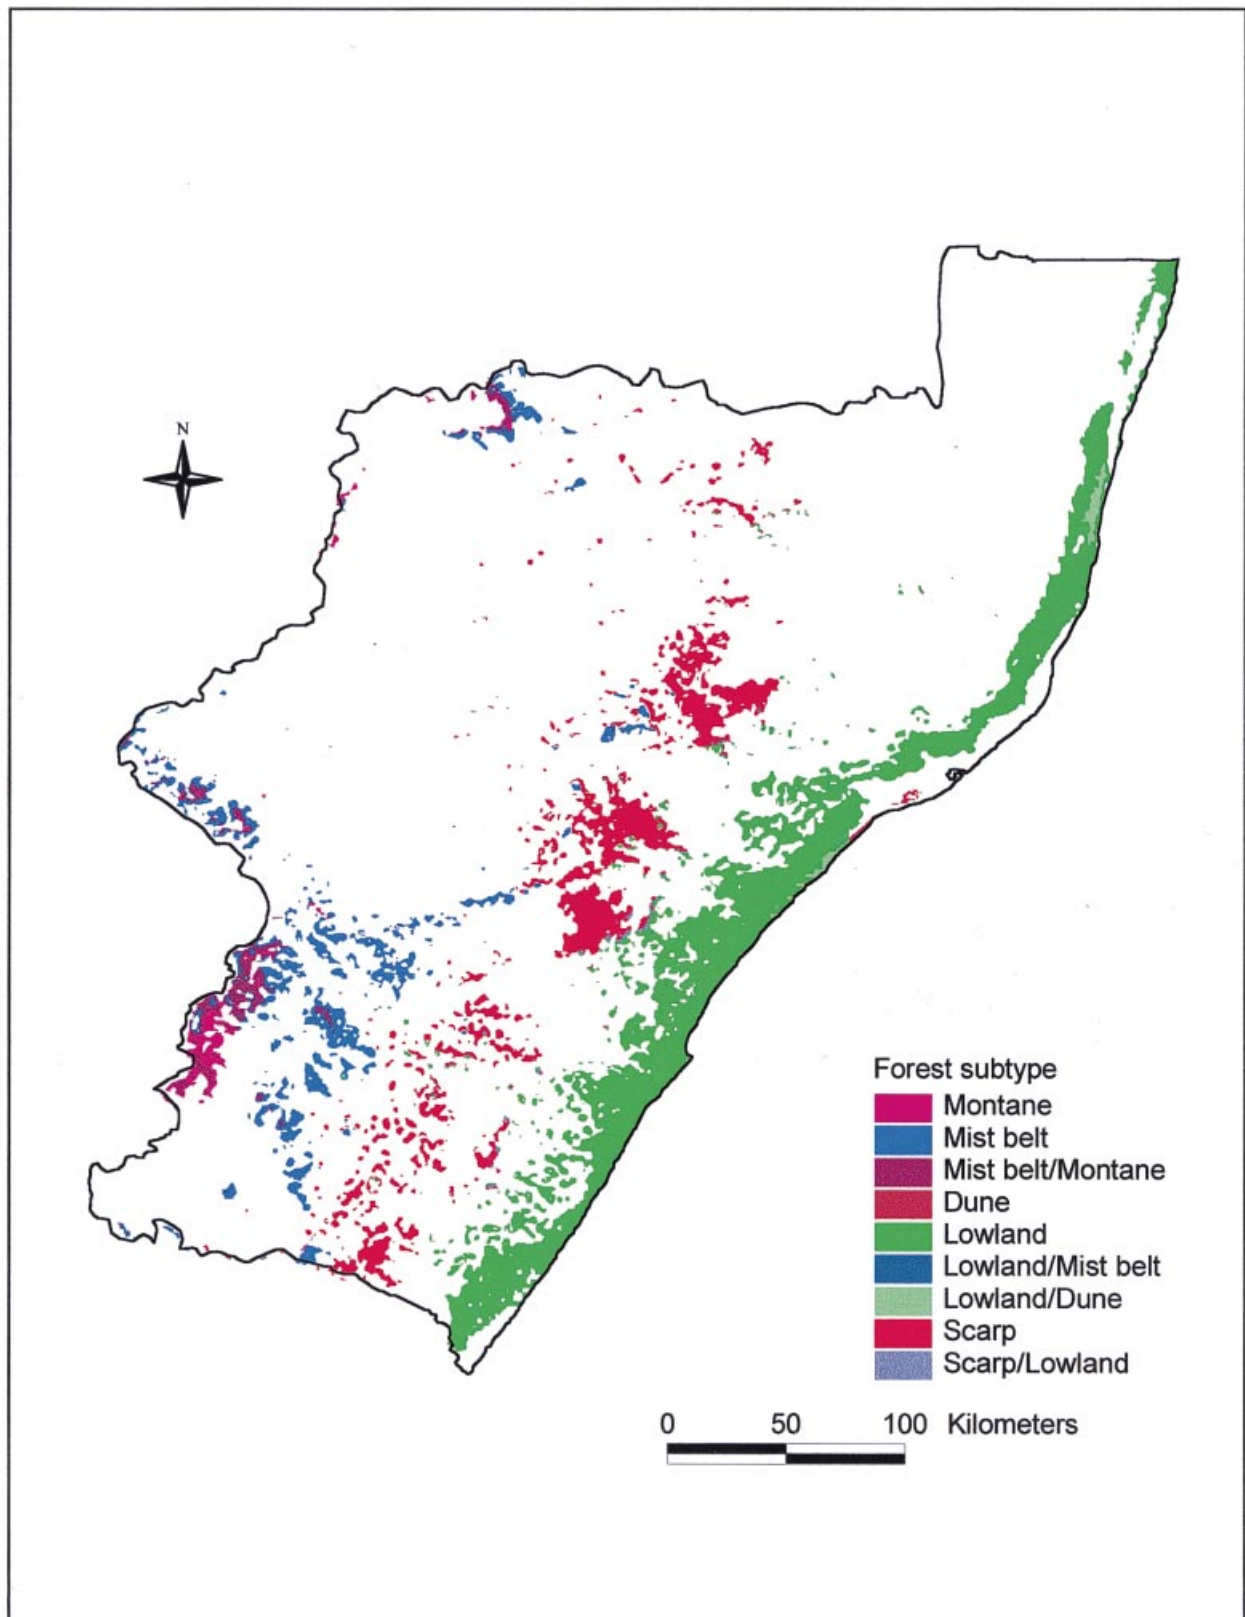 N
Forest subtype
Montane
Mist belt
Mist belt/Montane
Dune
Lowland
Lowland/Mist belt
Lowland/Dune
Scarp
Scarp/Lowland
0 50 100 Kilometers